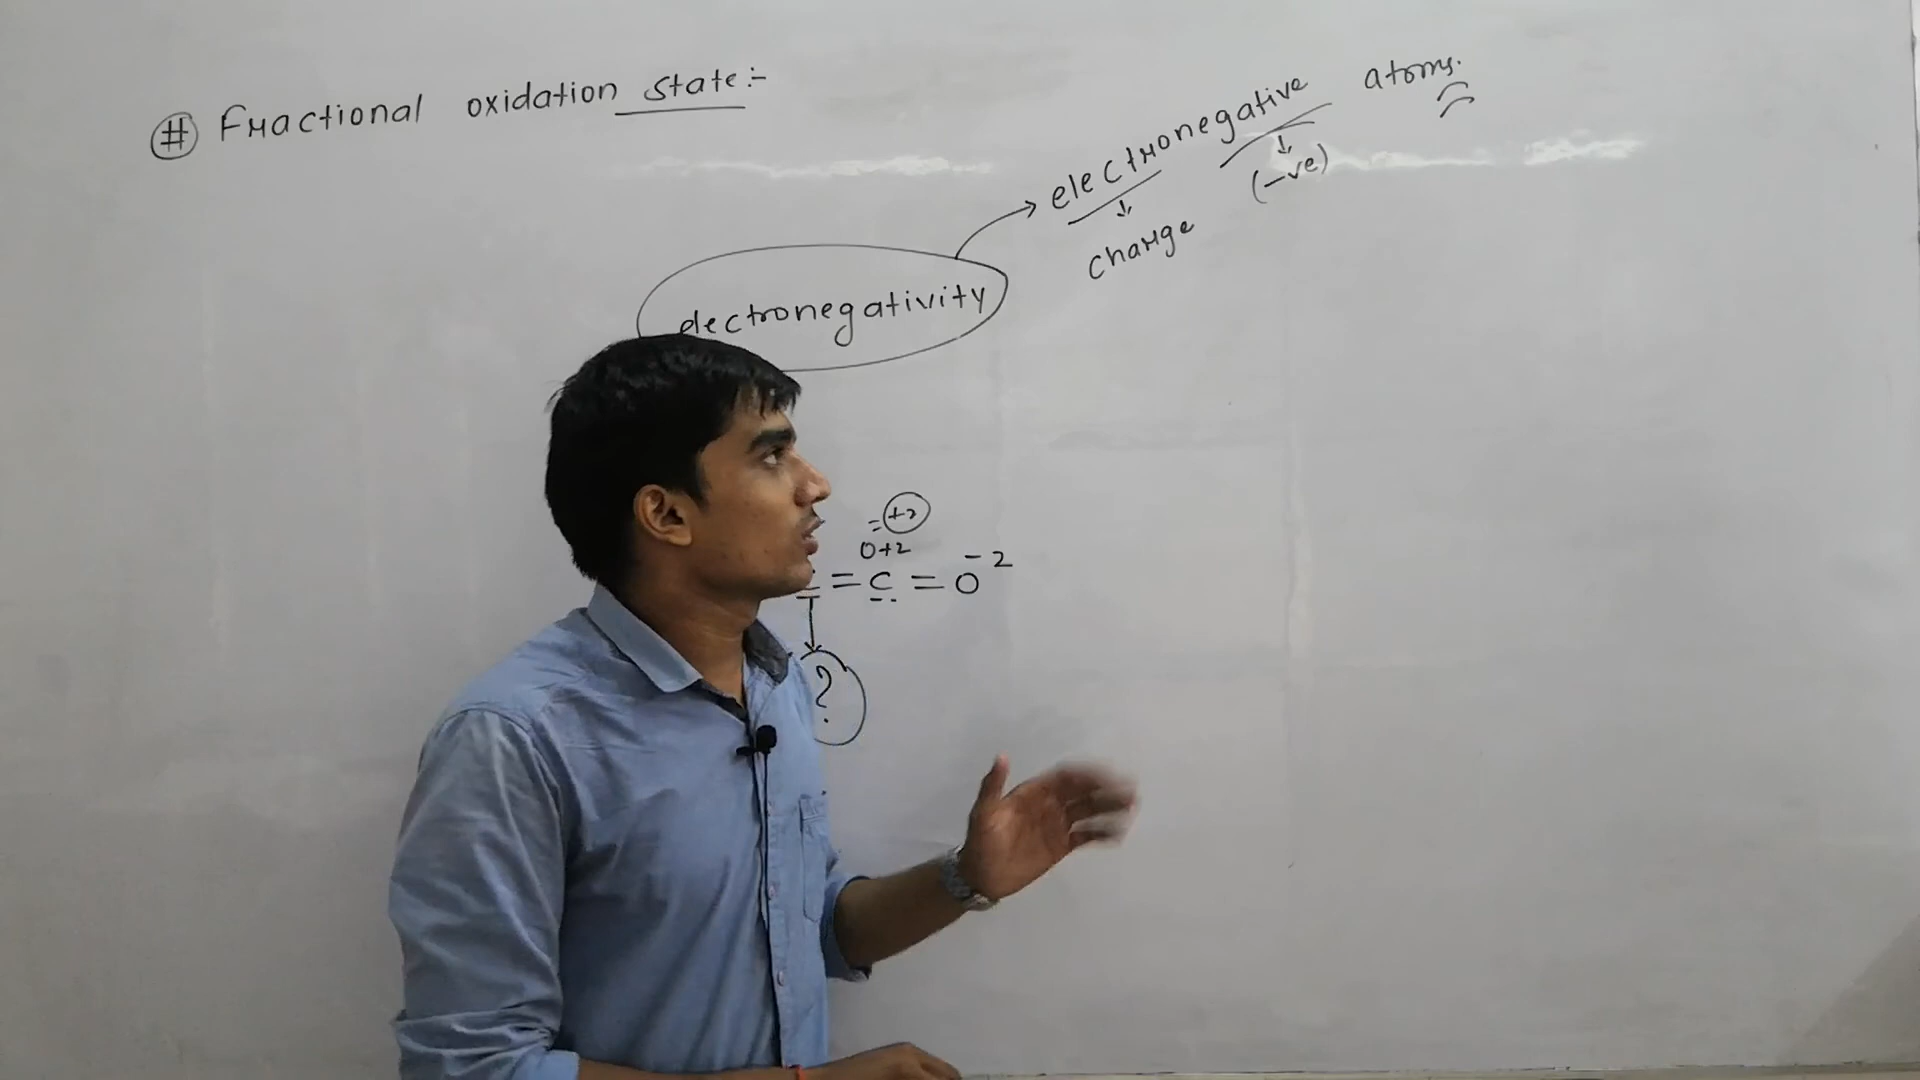 # Fractional oxidation state:-
electronegative atoms.
(-ve)
charge
electronegativity
= +2
0+2
= C = O -2
?